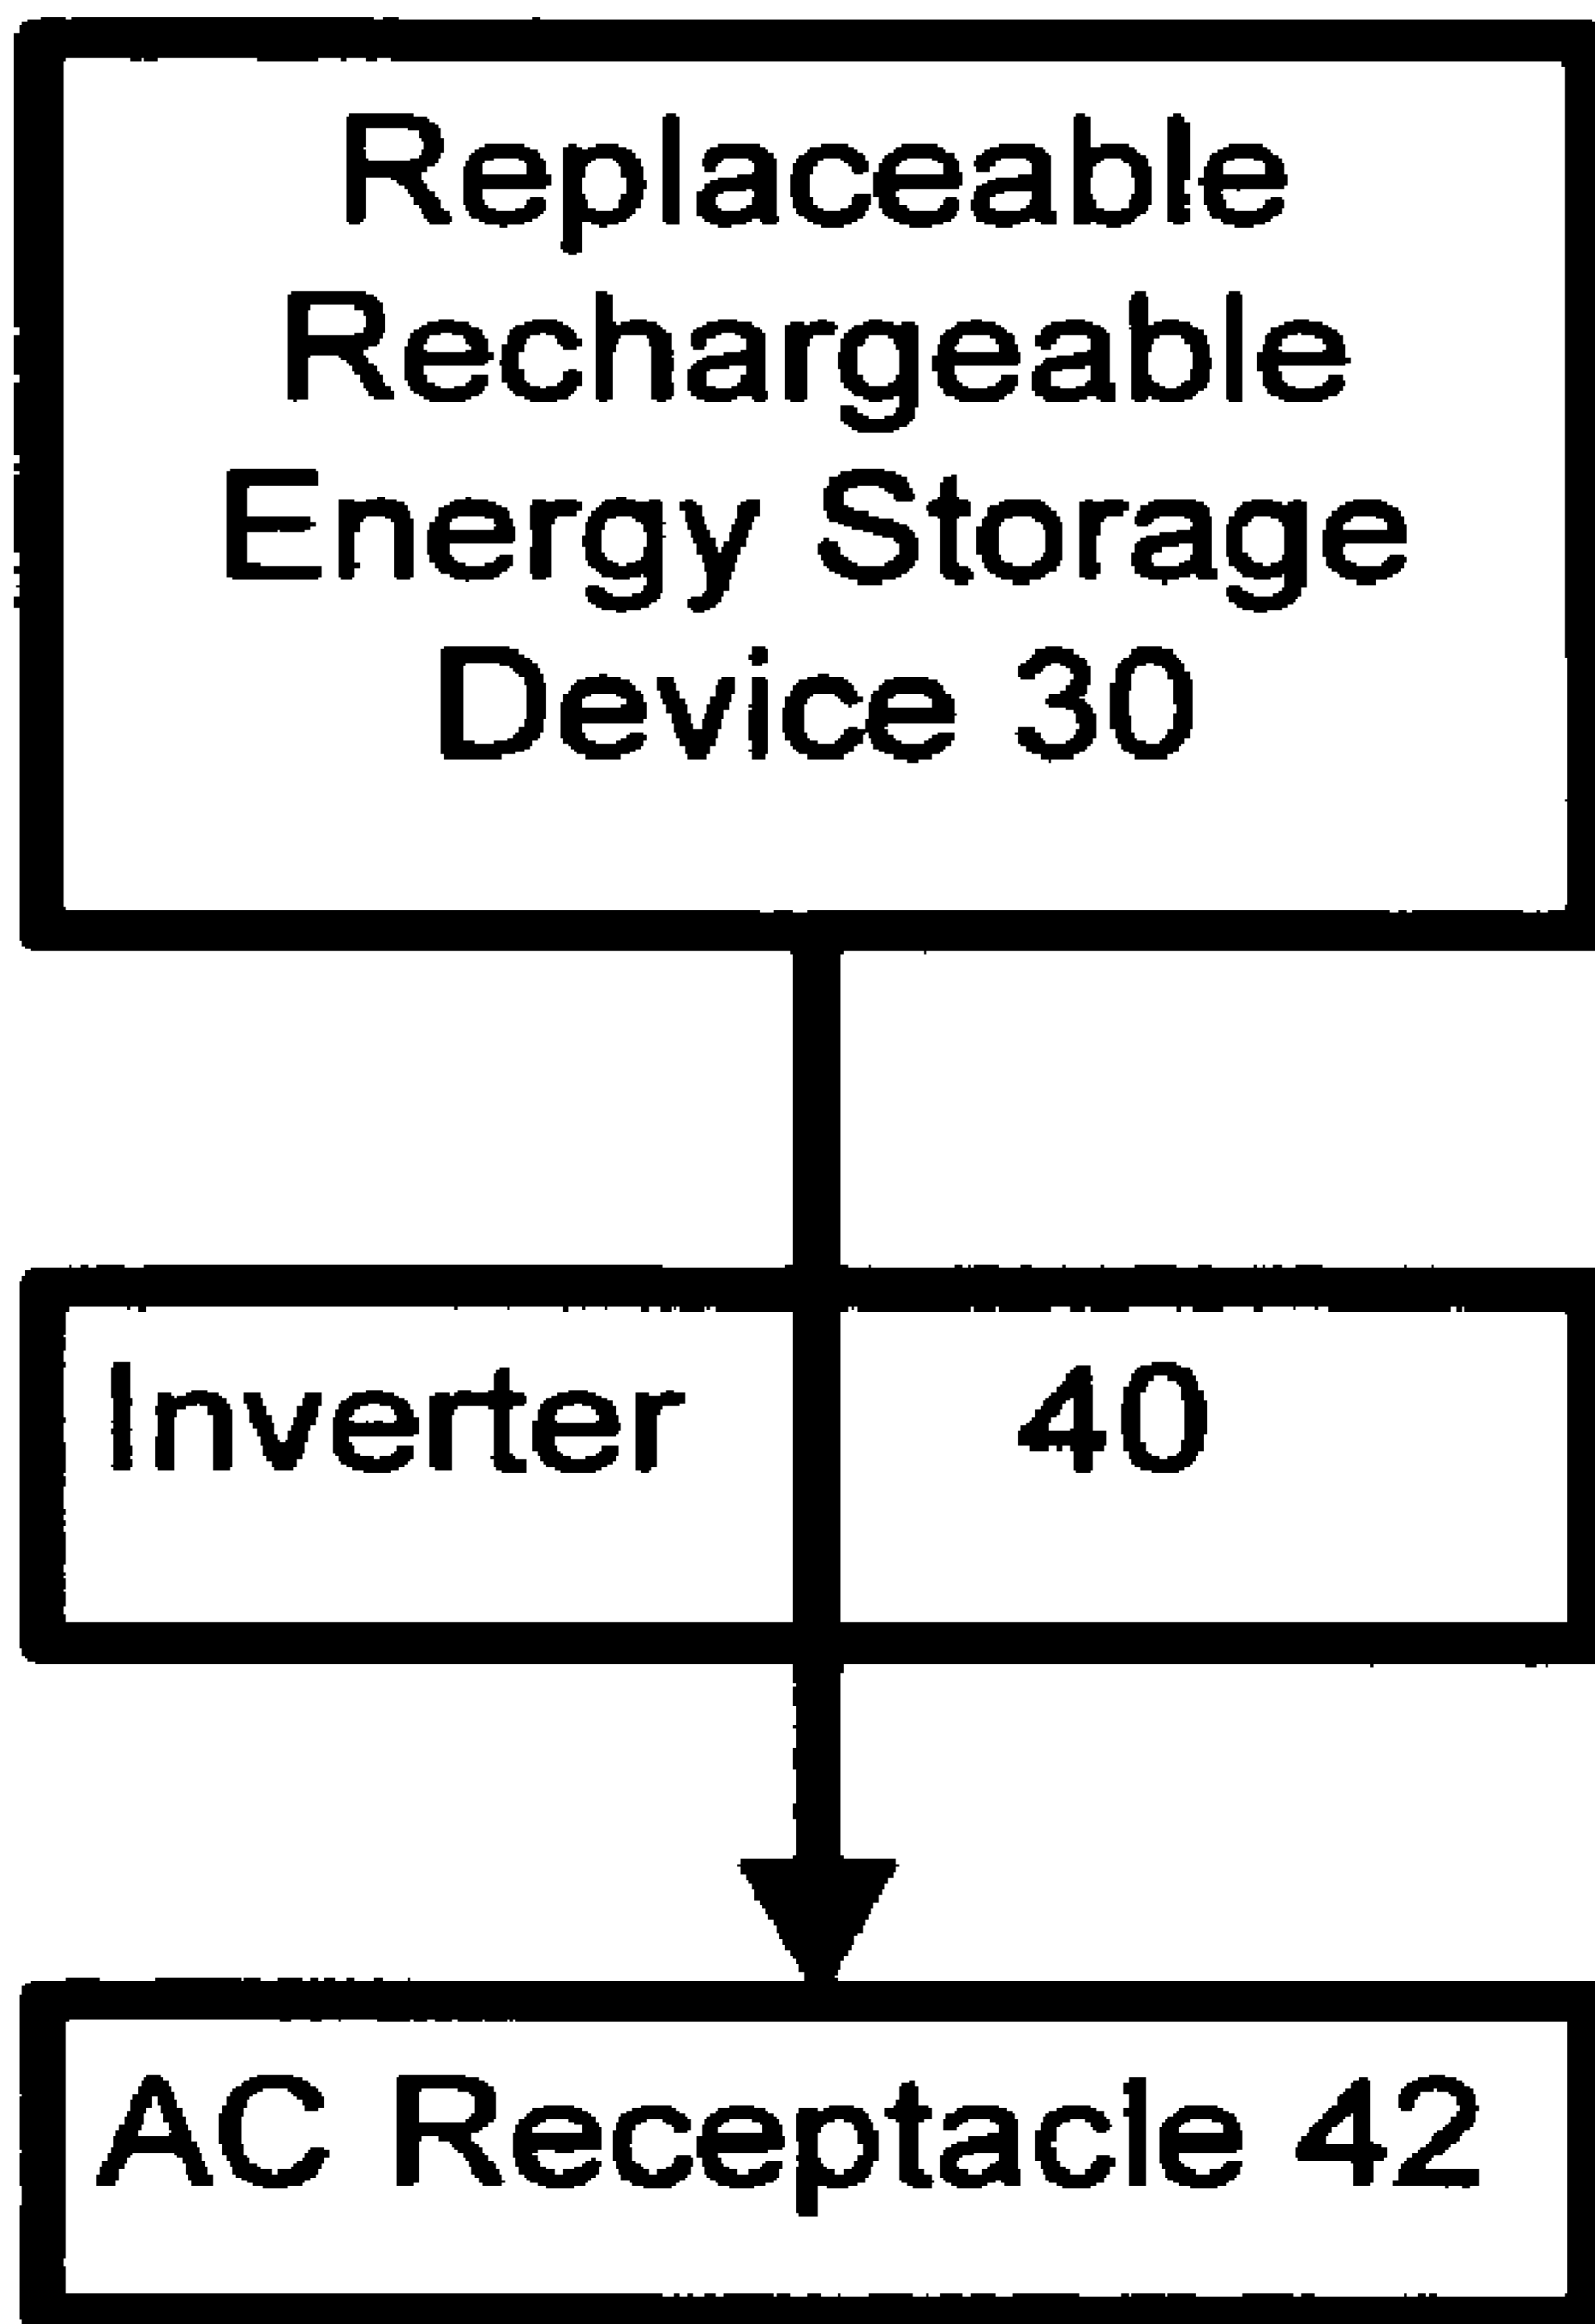 Replaceable
Rechargeable
Energy Storage
Device 30
Inverter 40
AC Receptacle 42